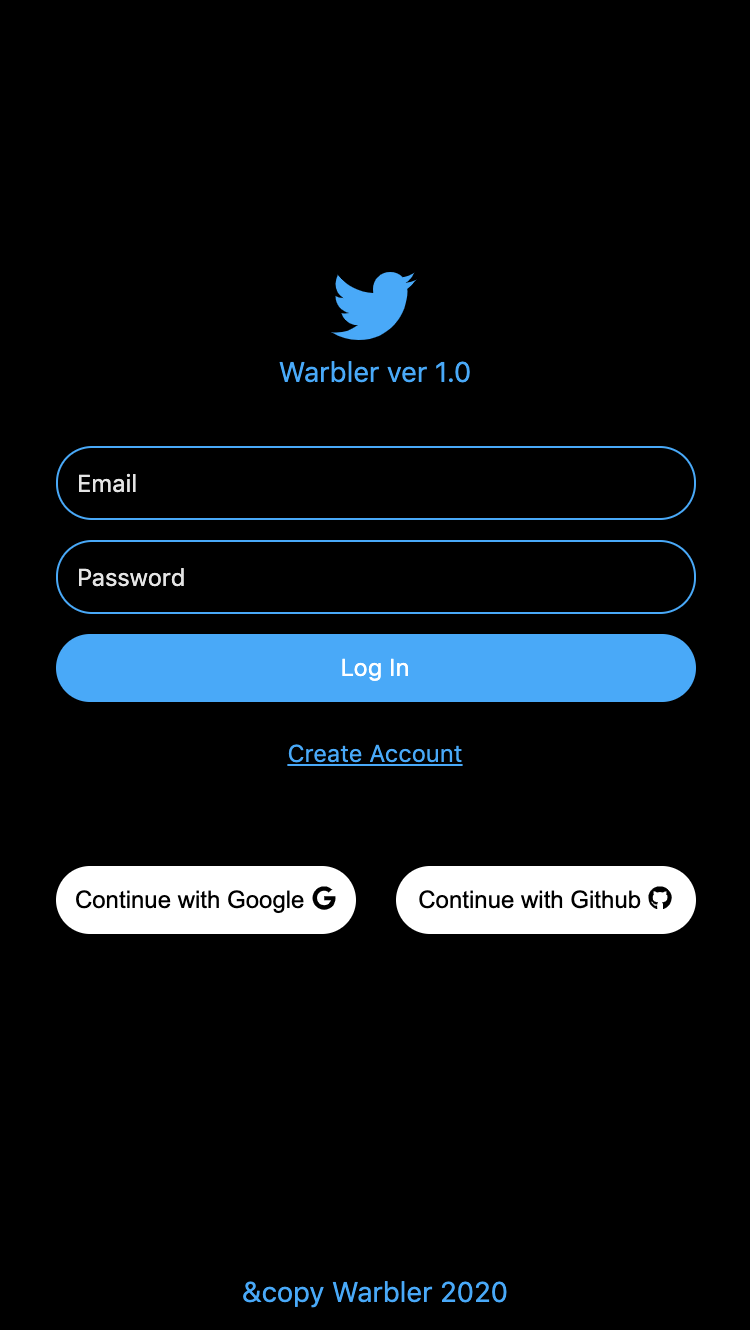 Warbler ver 1.0
Email
Password
Log In
Create Account
Continue with Google
Continue with Github
&copy Warbler 2020